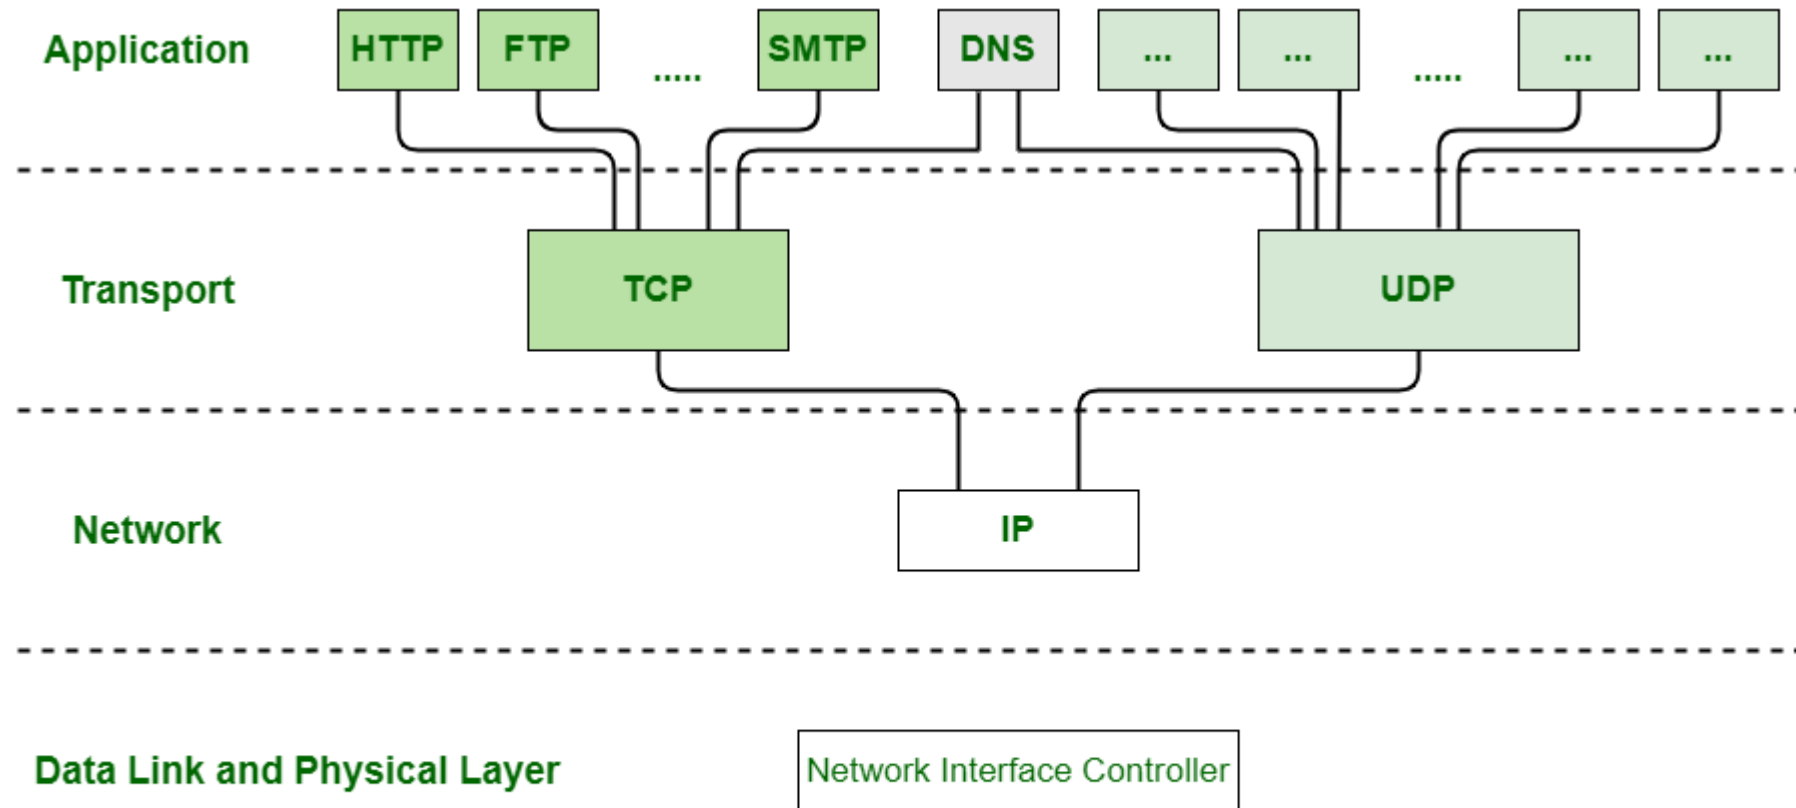 Application
HTTP
FTP
.....
SMTP
DNS
...
...
.....
...
...
Transport
TCP
UDP
Network
IP
Data Link and Physical Layer
Network Interface Controller